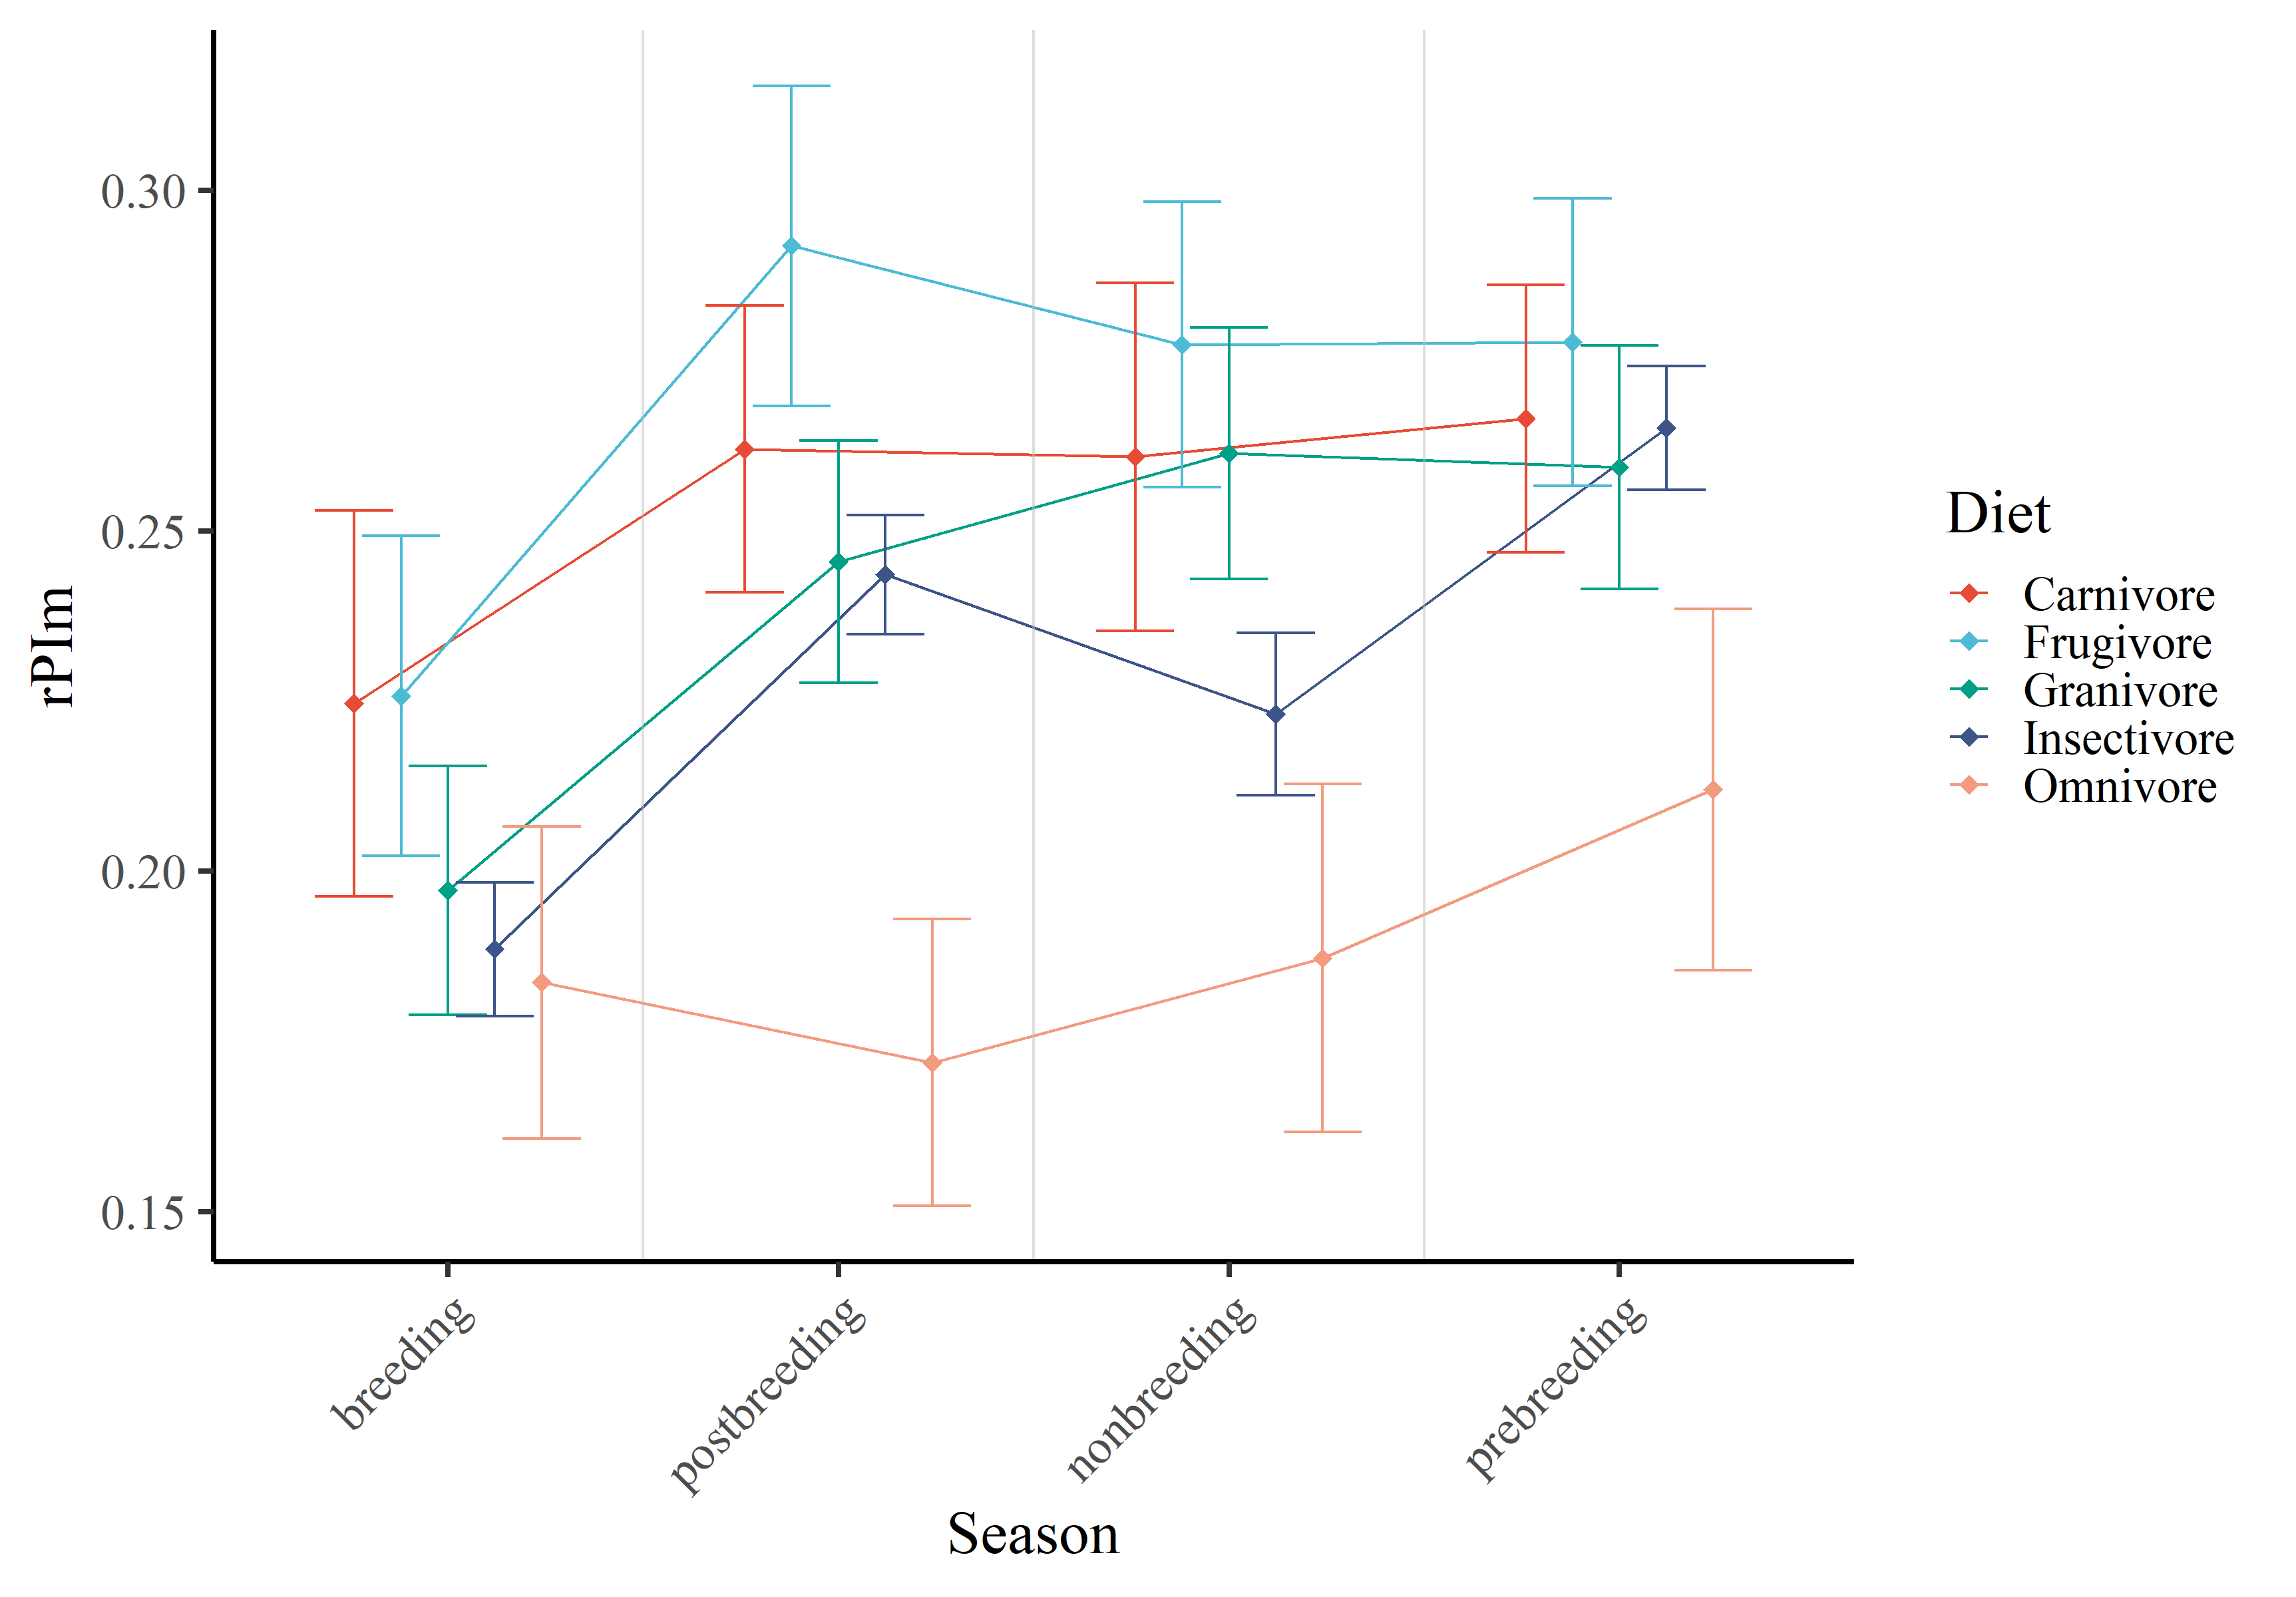 0.30
0.25
0.20
0.15
rPIm
breeding
postbreeding
nonbreeding
prebreeding
Season
Diet
Carnivore
Frugivore
Granivore
Insectivore
Omnivore